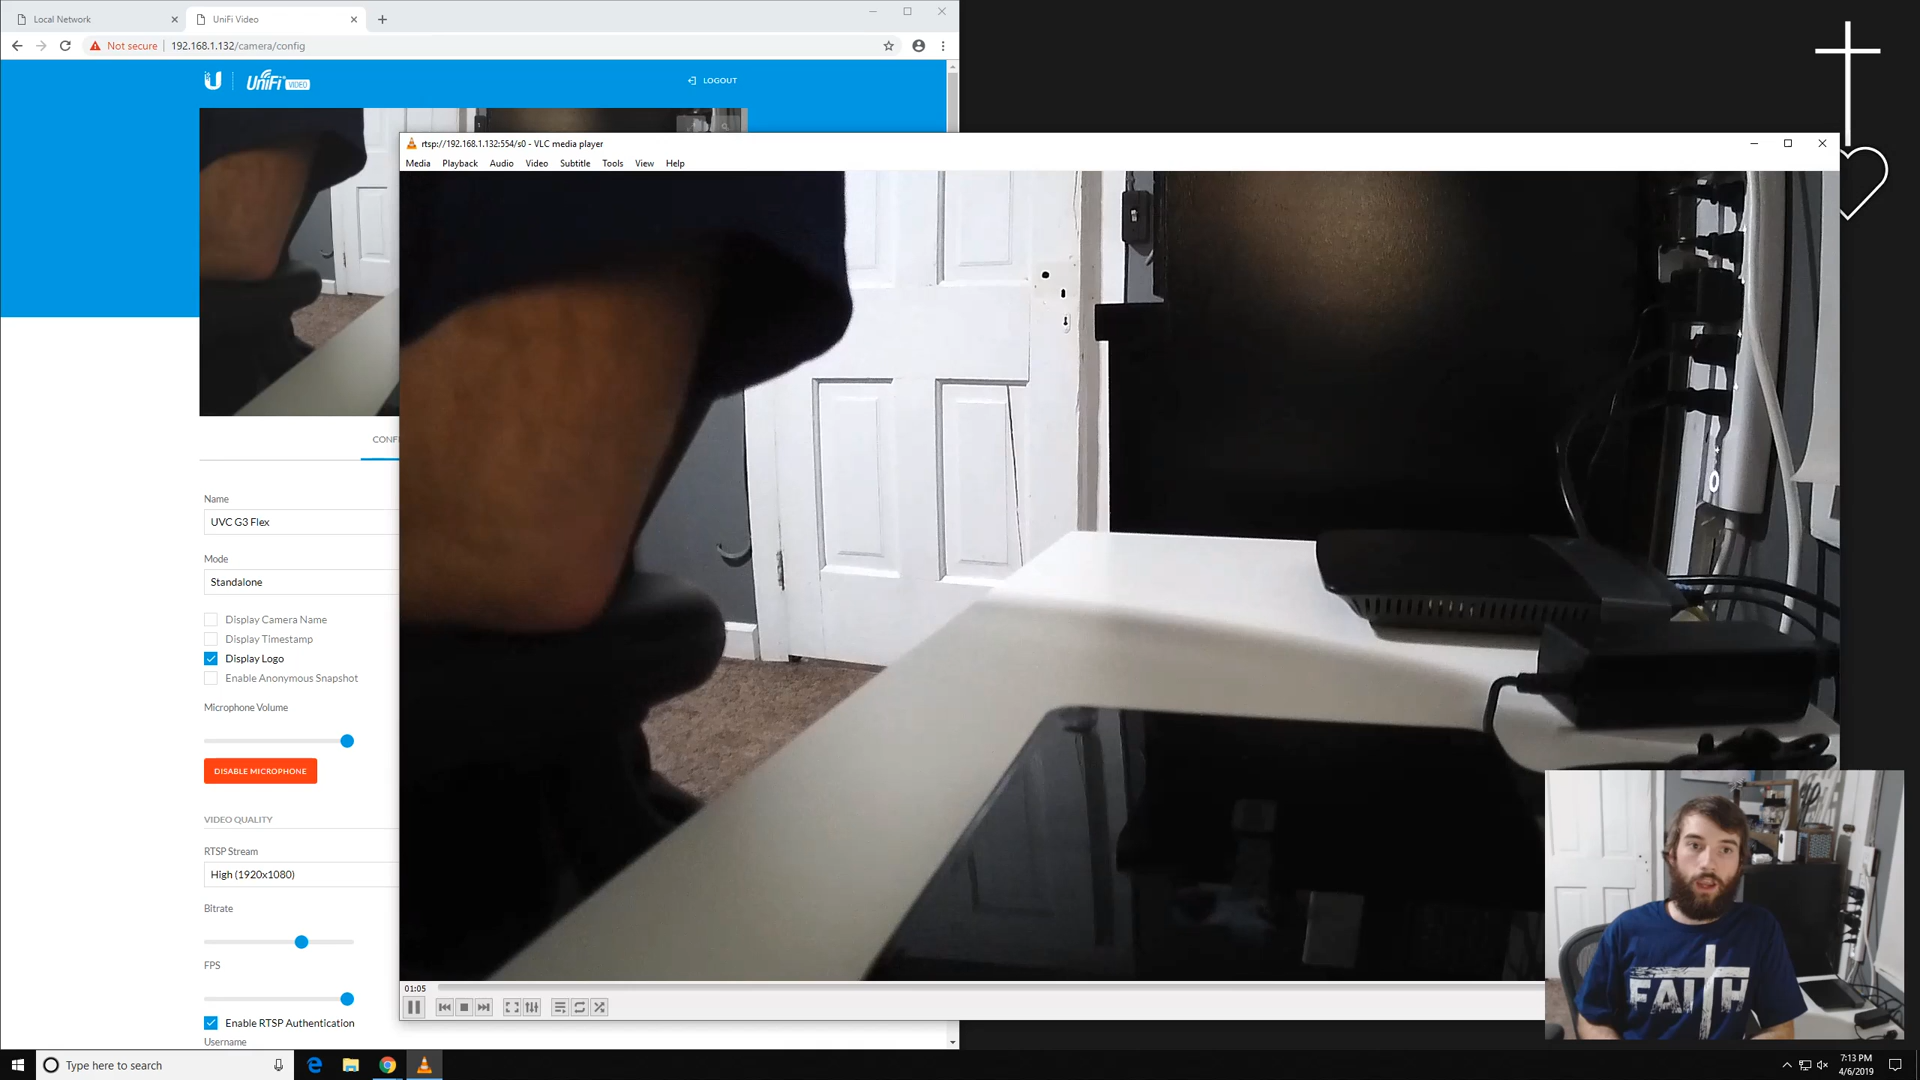 Local Network
UniFi Video
Not secure
192.168.1.132/camera/config
UniFi VIDEO
LOGOUT
rtsp://192.168.1.132:554/s0 - VLC media player
Media Playback Audio Video Subtitle Tools View Help
CONF
Name
UVC G3 Flex
Mode
Standalone
Display Camera Name
Display Timestamp
Display Logo
Enable Anonymous Snapshot
Microphone Volume
DISABLE MICROPHONE
VIDEO QUALITY
RTSP Stream
High (1920x1080)
Bitrate
FPS
Enable RTSP Authentication
Username
01:05
FAITH
Type here to search
7:13 PM
4/6/2019